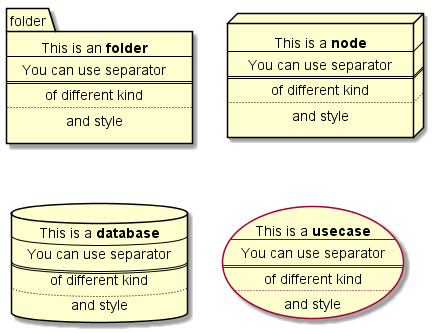 folder
This is an folder
You can use separator
of different kind
and style
This is a node
You can use separator
of different kind
and style
This is a database
You can use separator
of different kind
and style
This is a usecase
You can use separator
of different kind
and style